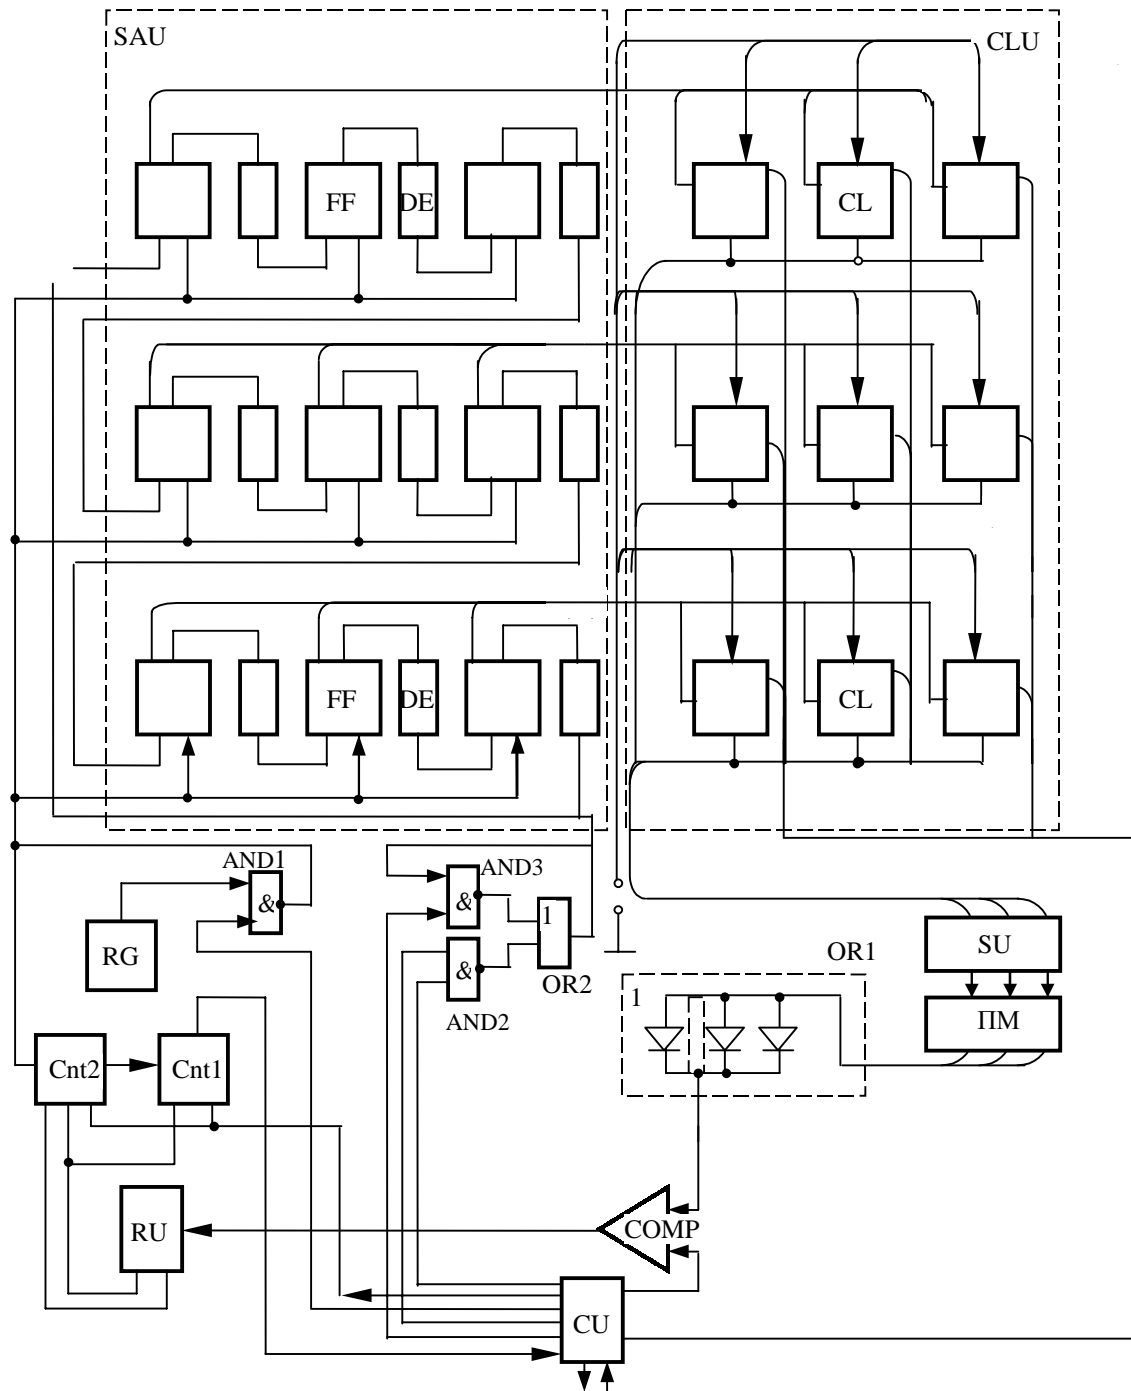 SAU
CLU
FF
DE
CL
FF
DE
CL
AND1
AND3
&
&
1
RG
&
OR2
AND2
OR1
SU
1
ПМ
Cnt2
Cnt1
RU
COMP
CU